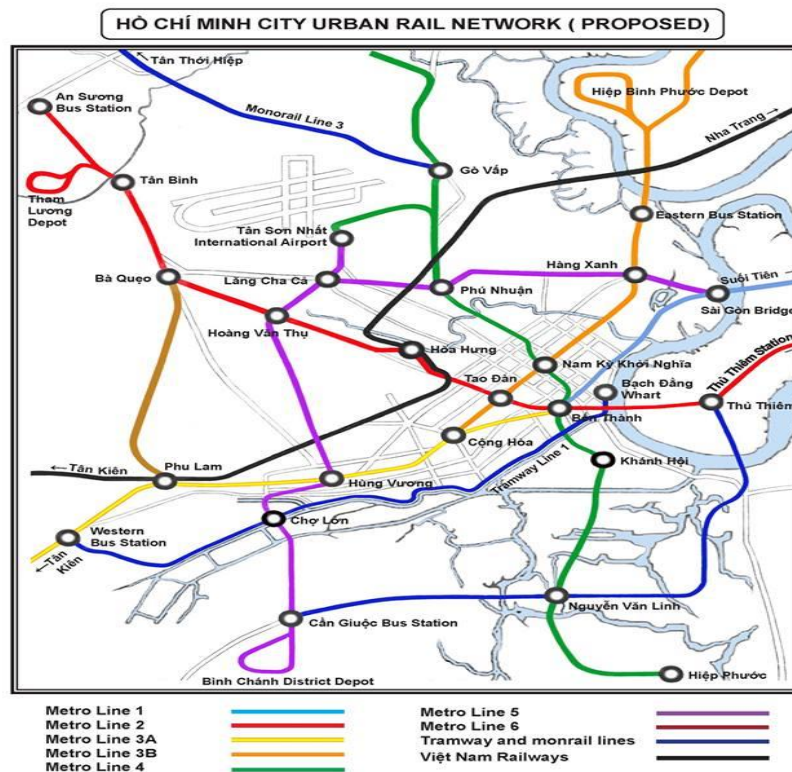 HỒ CHÍ MINH CITY URBAN RAIL NETWORK ( PROPOSED)
← Tân Thới Hiệp
An Sương
Bus Station
Monorail Line 3
Hiệp Bình Phước Depot
Nha Trang →
Gò Vấp
Tân Bình
Tham
Lương
Depot
Tân Sơn Nhất
International Airport
Eastern Bus Station
Bà Quẹo
Lăng Cha Cả
Phú Nhuận
Hàng Xanh
Suối Tiên
Sài Gòn Bridge
Hoàng Văn Thụ
Hòa Hưng
Nam Kỳ Khởi Nghĩa
Tao Đàn
Bạch Đằng
Whart
Thủ Thiêm Station
Thủ Thiêm
Bến Thành
Cộng Hóa
Tramway Line 1
Khánh Hội
← Tân Kiên
Phu Lam
Hùng Vương
Chợ Lớn
Western
Bus Station
← Tân
Kiên
Nguyễn Văn Linh
Cần Giuộc Bus Station
Bình Chánh District Depot
Hiệp Phước
Metro Line 1
Metro Line 2
Metro Line 3A
Metro Line 3B
Metro Line 4
Metro Line 5
Metro Line 6
Tramway and monrail lines
Việt Nam Railways